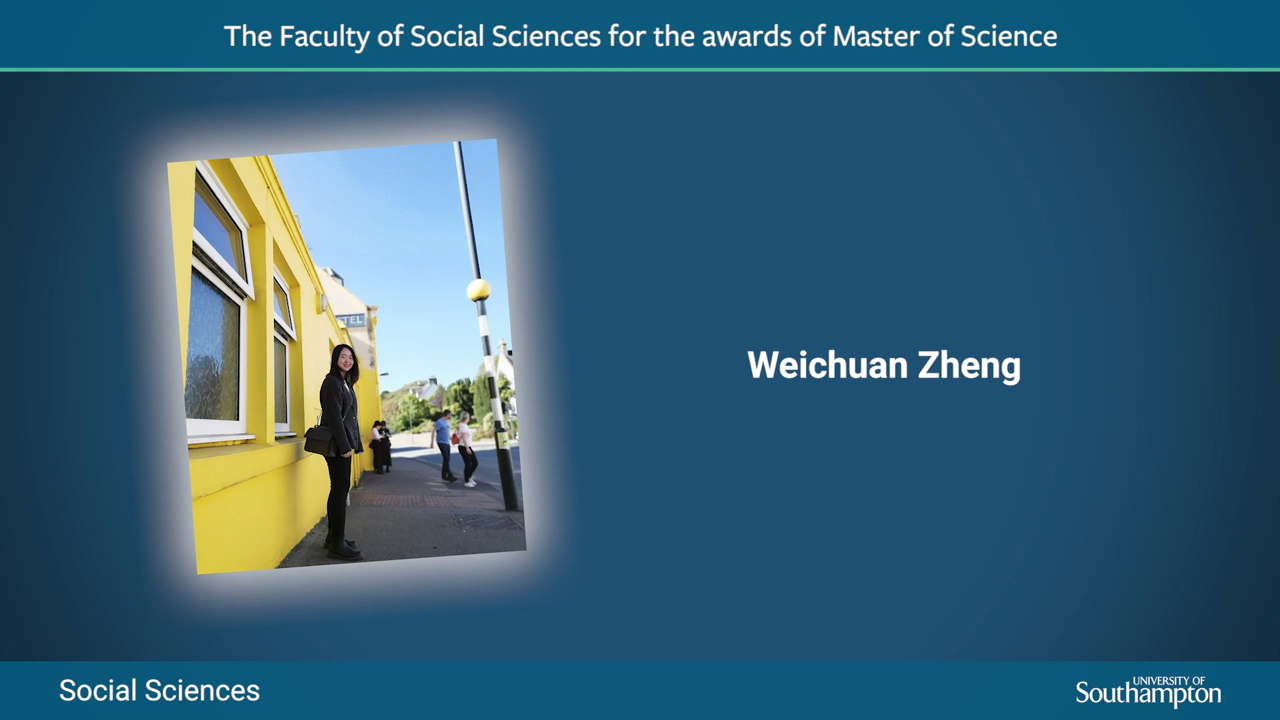 The Faculty of Social Sciences for the awards of Master of Science
TEL
Weichuan Zheng
Social Sciences
UNIVERSITY OF
Southampton